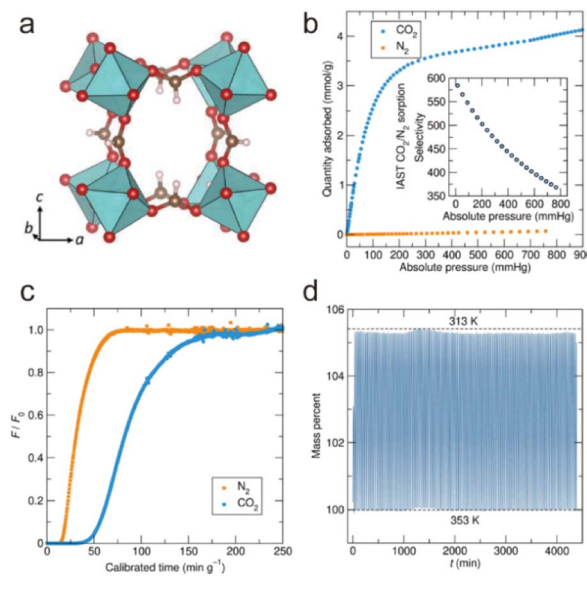 a
c
b
a
b
CO2
N2
Quantity adsorbed (mmol/g)
4
3
2
1
0
0 100 200 300 400 500 600 700 800 900
Absolute pressure (mmHg)
IAST CO2/N2 sorption
Selectivity
600
550
500
450
400
350
0 200 400 600 800
Absolute pressure (mmHg)
c
F / F0
1.0
0.8
0.6
0.4
0.2
0
0 50 100 150 200 250
Calibrated time (min g-1)
N2
CO2
d
Mass percent
106
104
102
100
313 K
353 K
0 1000 2000 3000 4000
t (min)